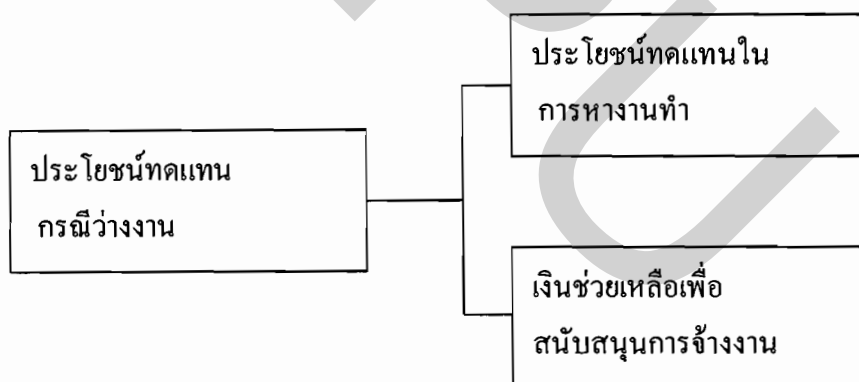 ประโยชน์ทดแทน
กรณีว่างงาน
ประโยชน์ทดแทนใน
การหางานทำ
เงินช่วยเหลือเพื่อ
สนับสนุนการจ้างงาน